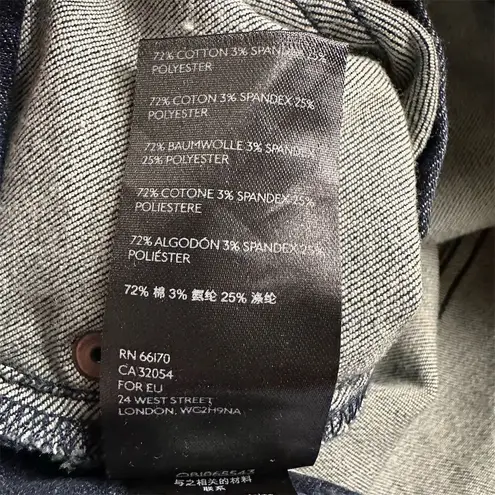 72% COTTON 3% SPANDEX 25%
POLYESTER
72% COTON 3% SPANDEX 25%
POLYESTER
72% BAUMWOLLE 3% SPANDEX
25% POLYESTER
72% COTONE 3% SPANDEX 25%
POLIESTERE
72% ALGODÓN 3% SPANDEX 25%
POLIÉSTER
72% 棉 3% 氨纶 25% 涤纶
RN 66170
CA 32054
FOR EU
24 WEST STREET
LONDON, WC2H9NA
与之相关的材料
联系